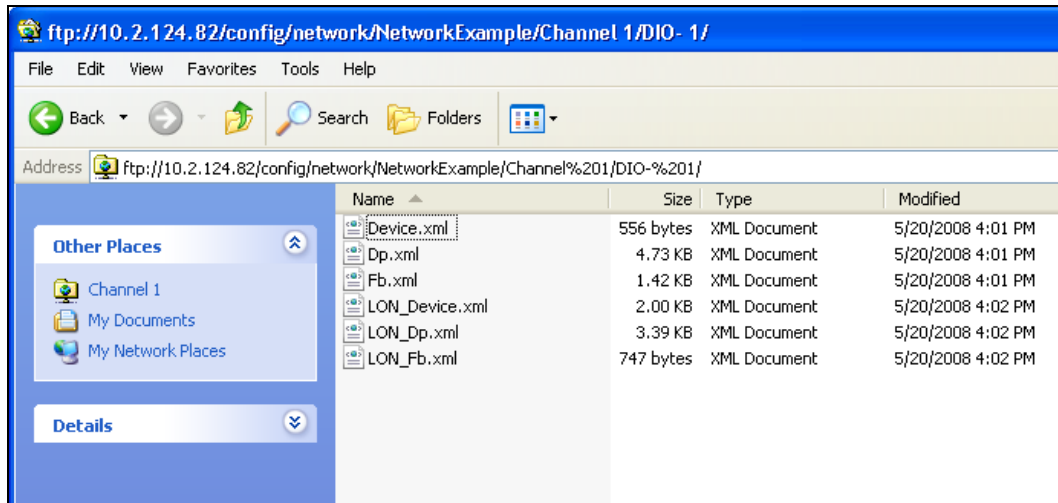 ftp://10.2.124.82/config/network/NetworkExample/Channel 1/DIO- 1/
File Edit View Favorites Tools Help
Back Search Folders
Address ftp://10.2.124.82/config/network/NetworkExample/Channel%201/DIO-%201/
Name Size Type Modified
Other Places
Channel 1
My Documents
My Network Places
Details
Device.xml 556 bytes XML Document 5/20/2008 4:01 PM
Dp.xml 4.73 KB XML Document 5/20/2008 4:01 PM
Fb.xml 1.42 KB XML Document 5/20/2008 4:01 PM
LON_Device.xml 2.00 KB XML Document 5/20/2008 4:02 PM
LON_Dp.xml 3.39 KB XML Document 5/20/2008 4:02 PM
LON_Fb.xml 747 bytes XML Document 5/20/2008 4:02 PM